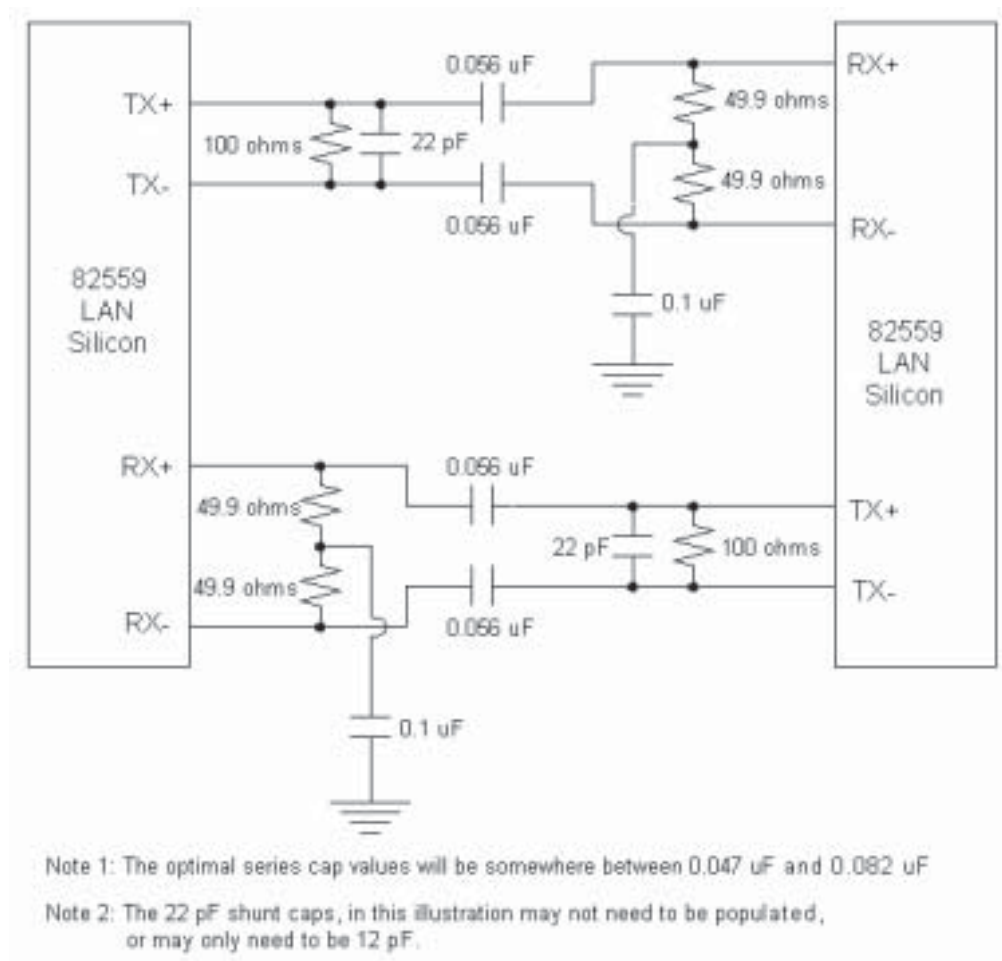 0.056 uF
RX+
TX+
49.9 ohms
100 ohms
22 pF
TX-
49.9 ohms
0.056 uF
RX-
82559
LAN
Silicon
0.1 uF
82559
LAN
Silicon
RX+
0.056 uF
49.9 ohms
TX+
22 pF
100 ohms
49.9 ohms
TX-
RX-
0.056 uF
0.1 uF
Note 1: The optimal series cap values will be somewhere between 0.047 uF and 0.082 uF
Note 2: The 22 pF shunt caps, in this illustration may not need to be populated,
or may only need to be 12 pF.